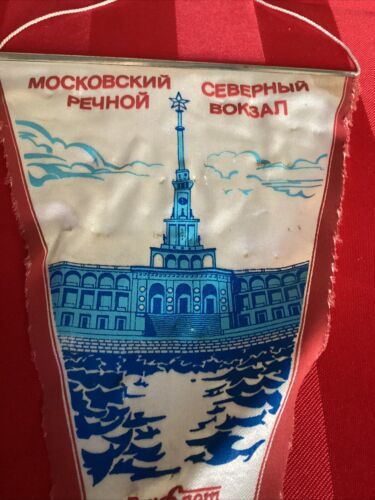 МОСКОВСКИЙ СЕВЕРНЫЙ
РЕЧНОЙ ВОКЗАЛ